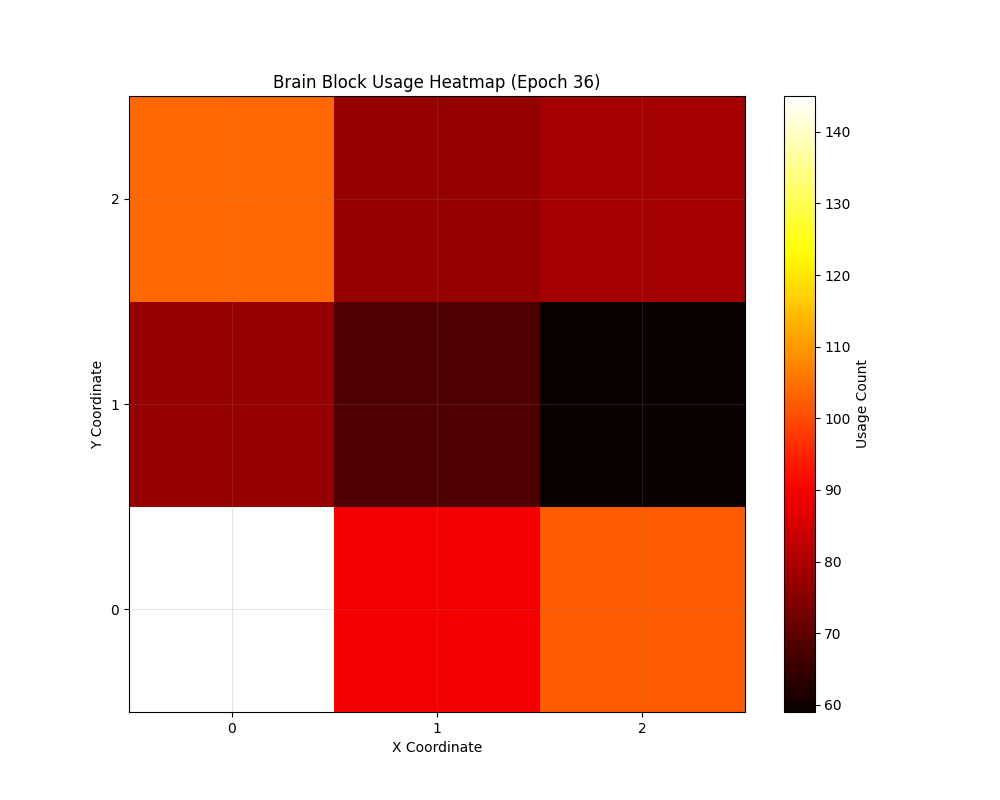 Brain Block Usage Heatmap (Epoch 36)
2
1
0
Y Coordinate
0 1 2
X Coordinate
140
130
120
110
100
90
80
70
60
Usage Count